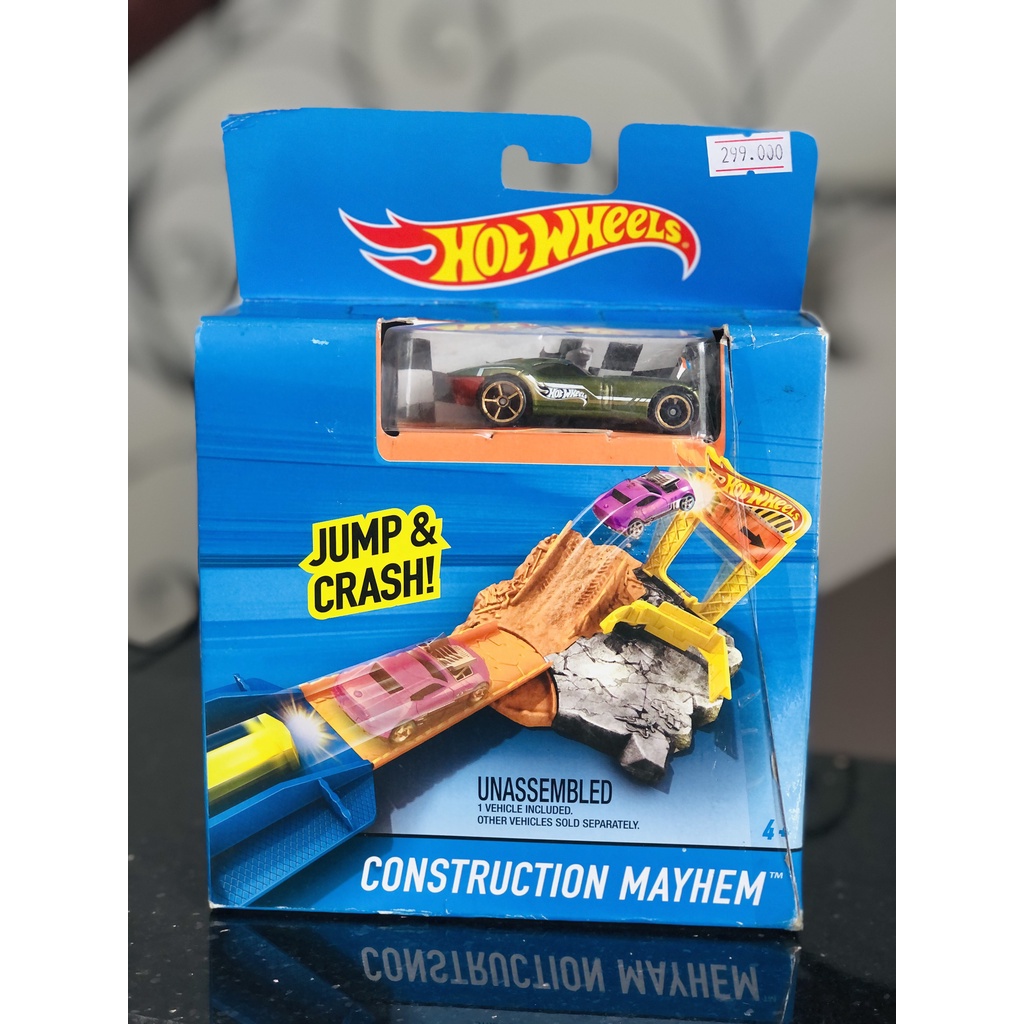 299.000
HOT WHEELS®
HOT WHEELS
HOT WHEELS
JUMP &
CRASH!
UNASSEMBLED
1 VEHICLE INCLUDED.
OTHER VEHICLES SOLD SEPARATELY.
4+
CONSTRUCTION MAYHEM™
CONSTRUCTION MAYHEM™